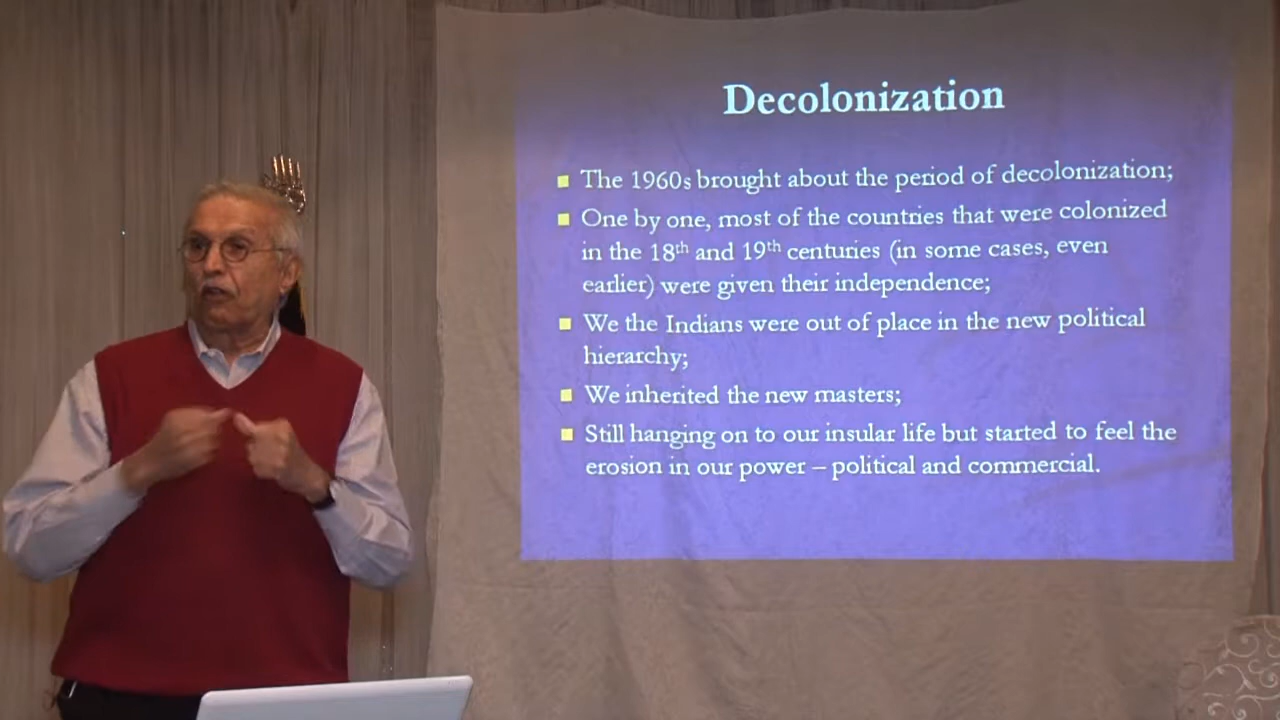 Decolonization
The 1960s brought about the period of decolonization;
One by one, most of the countries that were colonized
in the 18th and 19th centuries (in some cases, even
earlier) were given their independence;
We the Indians were out of place in the new political
hierarchy;
We inherited the new masters;
Still hanging on to our insular life but started to feel the
erosion in our power – political and commercial.